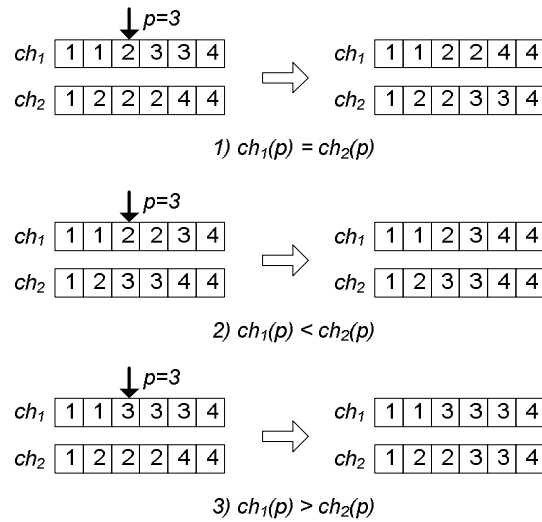 p=3
ch1 1 1 2 3 3 4 ch1 1 1 2 2 4 4
ch2 1 2 2 2 4 4 ch2 1 2 2 3 3 4
1) ch1(p) = ch2(p)
p=3
ch1 1 1 2 2 3 4 ch1 1 1 2 3 4 4
ch2 1 2 3 3 4 4 ch2 1 2 3 3 4 4
2) ch1(p) < ch2(p)
p=3
ch1 1 1 3 3 3 4 ch1 1 1 3 3 3 4
ch2 1 2 2 2 4 4 ch2 1 2 2 3 3 4
3) ch1(p) > ch2(p)